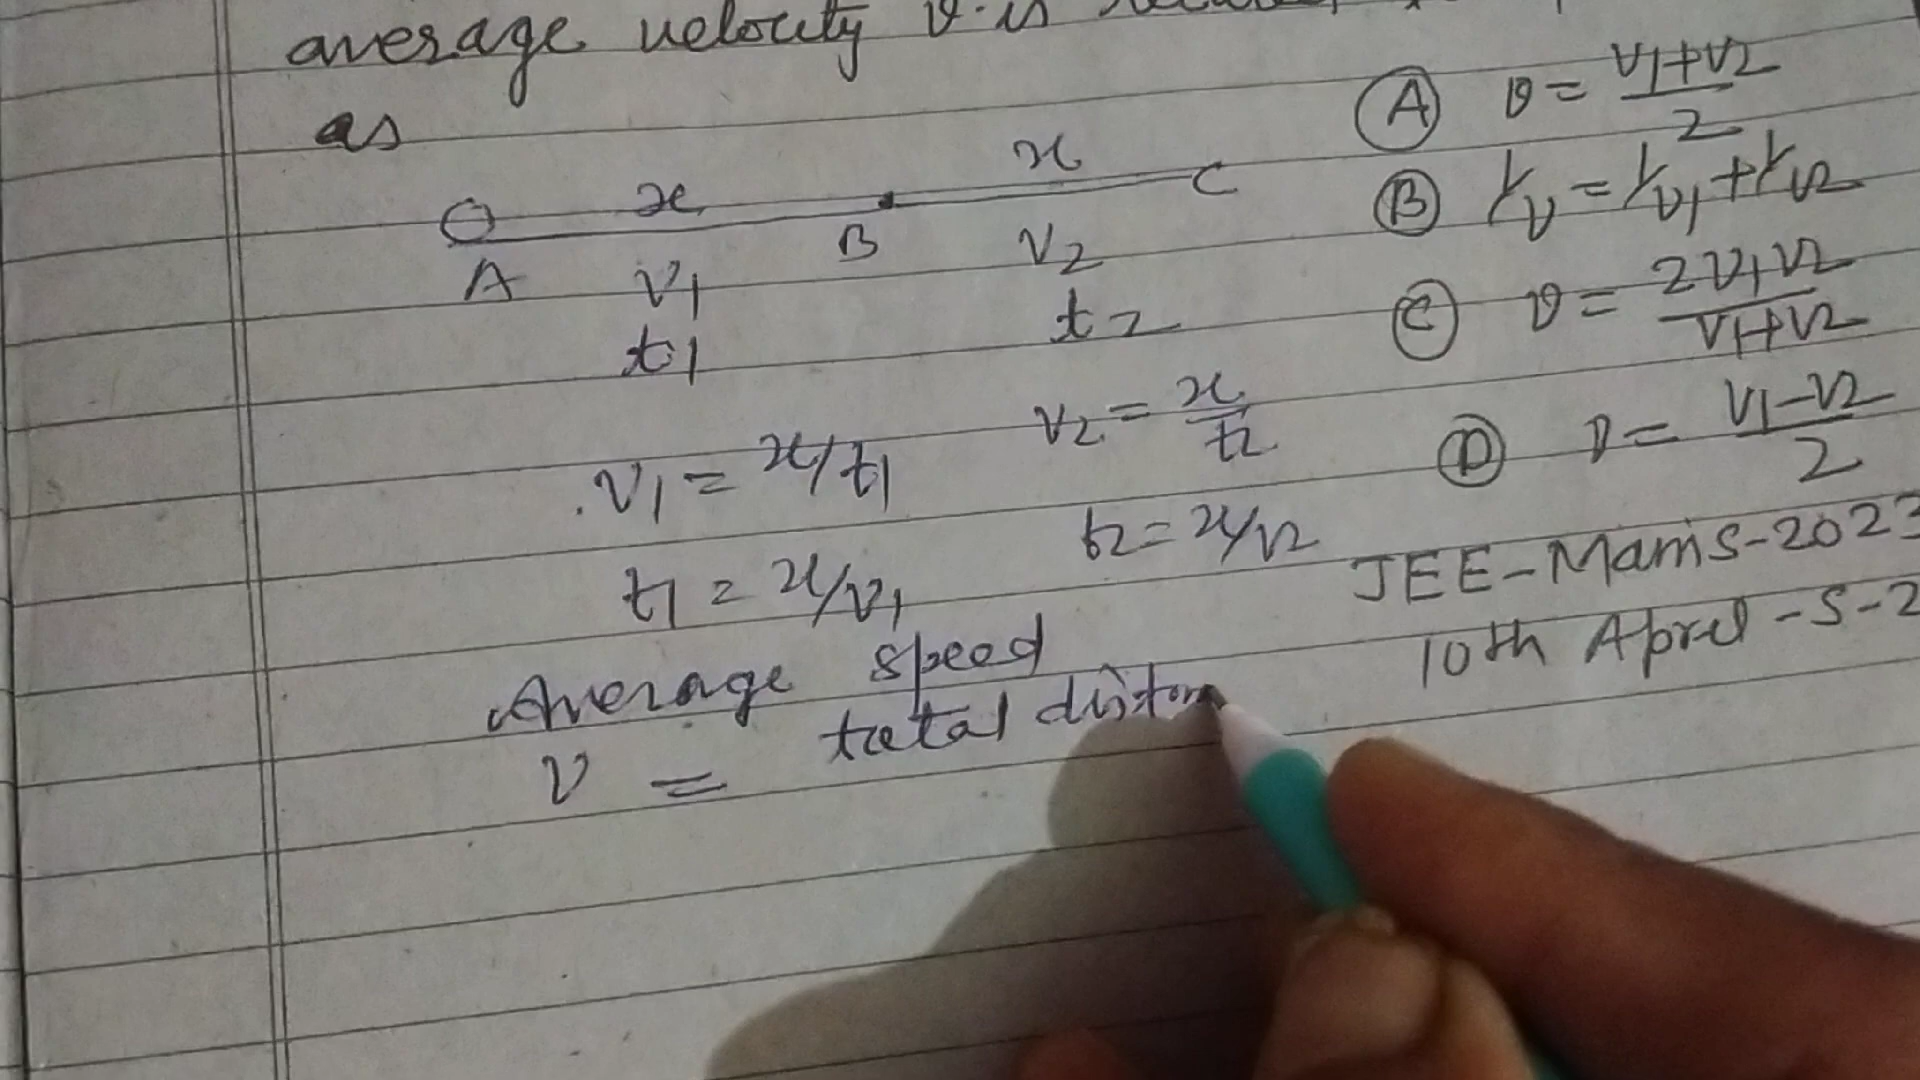 average velocity v is
as
x x C
A B
v1 v2
t1 t2
v1 = x/t1 v2 = x/t2
t1 = x/v1 t2 = x/v2
Average speed
v = total distan
(A) v = v1+v2/2
(B) 1/v = 1/v1 + 1/v2
(C) v = 2v1v2/v1+v2
(D) v = v1-v2/2
JEE-Mains-2023
10th April-S-2